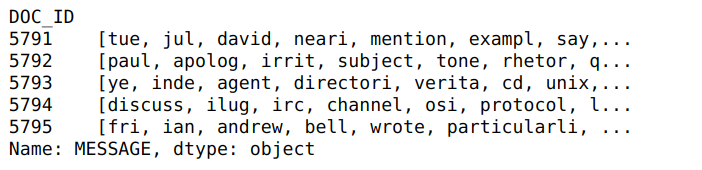 DOC_ID
5791    [tue, jul, david, neari, mention, exampl, say,...
5792    [paul, apolog, irrit, subject, tone, rhetor, q...
5793    [ye, inde, agent, directori, verita, cd, unix,...
5794    [discuss, ilug, irc, channel, osi, protocol, l...
5795    [fri, ian, andrew, bell, wrote, particularli, ...
Name: MESSAGE, dtype: object